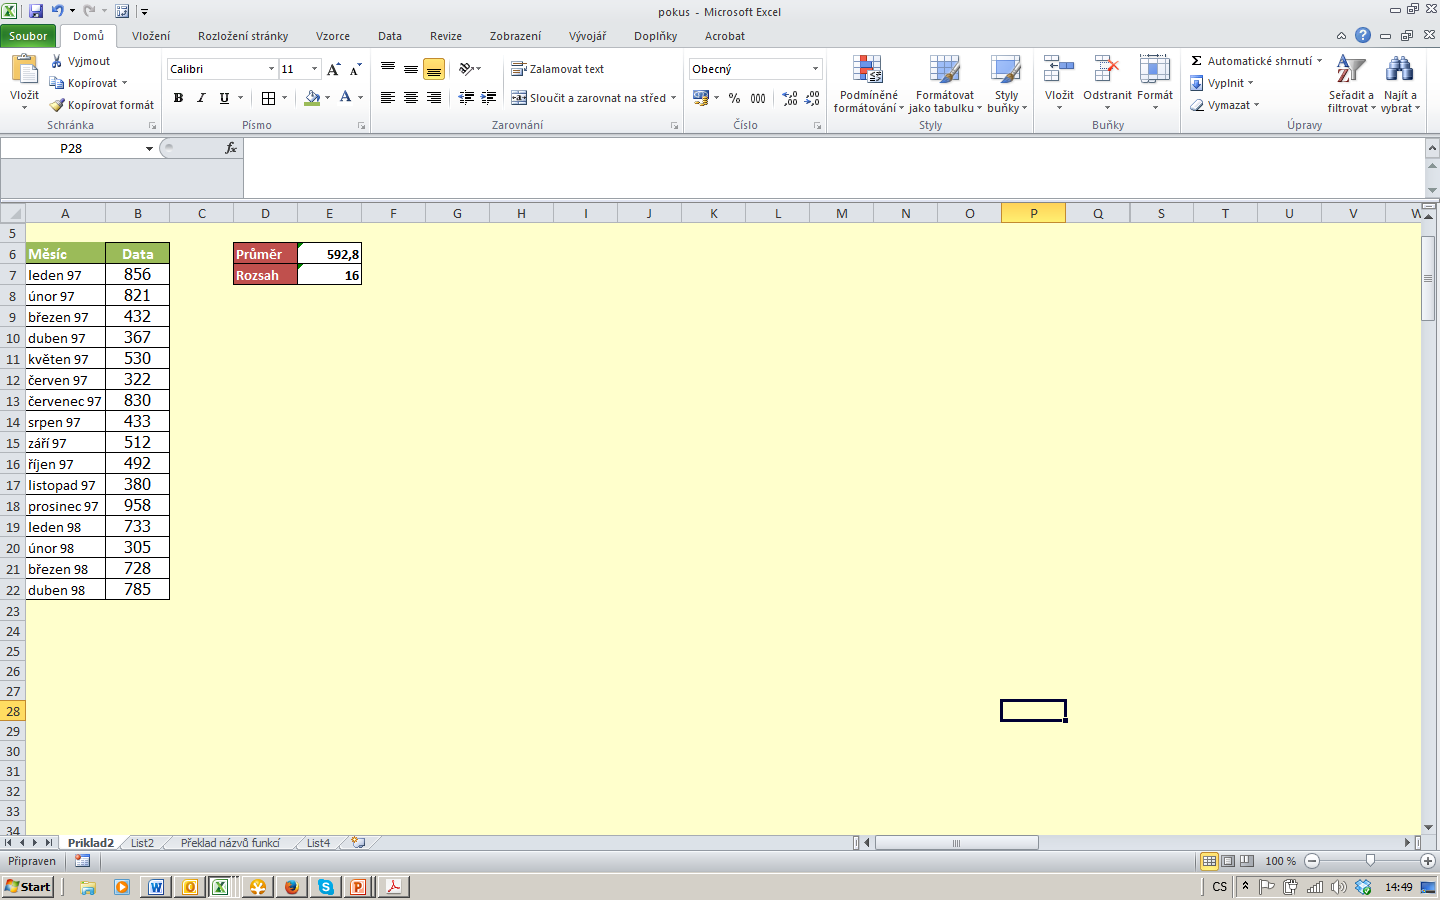 pokus - Microsoft Excel
Soubor Domů Vložení Rozložení stránky Vzorce Data Revize Zobrazení Vývojář Doplňky Acrobat
Vložit
Vyjmout
Kopírovat
Kopírovat formát
Schránka
Calibri 11
B I U
Písmo
Zalamovat text
Sloučit a zarovnat na střed
Zarovnání
Obecný
% 000
Číslo
Podmíněné formátování
Formátovat jako tabulku
Styly buňky
Styly
Vložit Odstranit Formát
Buňky
Σ Automatické shrnutí
Vyplnit
Vymazat
Seřadit a filtrovat
Najít a vybrat
Úpravy
P28 fx
A B C D E F G H I J K L M N O P Q R S T U V W
5
6 Měsíc Data Průměr 592,8
7 leden 97 856 Rozsah 16
8 únor 97 821
9 březen 97 432
10 duben 97 367
11 květen 97 530
12 červen 97 322
13 červenec 97 830
14 srpen 97 433
15 září 97 512
16 říjen 97 492
17 listopad 97 380
18 prosinec 97 958
19 leden 98 733
20 únor 98 305
21 březen 98 728
22 duben 98 785
23
24
25
26
27
28
29
30
31
32
33
34
Priklad2 List2 Překlad názvů funkcí List4
Připraven 100 %
Start CS 14:49